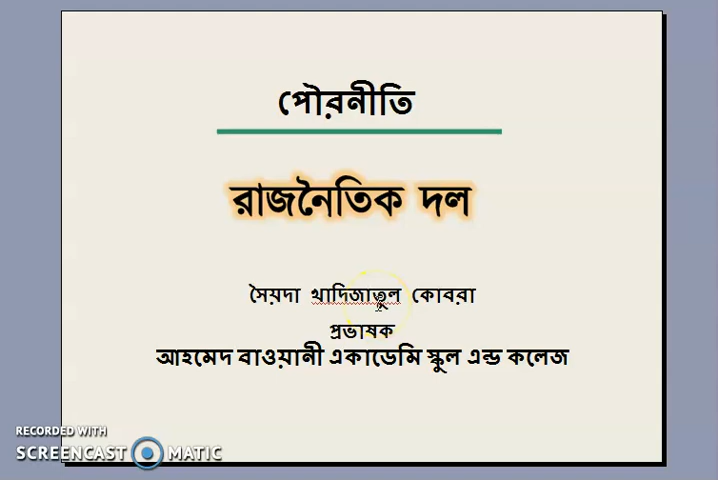 পৌরনীতি
রাজনৈতিক দল
সৈয়দা খাদিজাতুল কোবরা
প্রভাষক
আহমেদ বাওয়ানী একাডেমি স্কুল এন্ড কলেজ
RECORDED WITH
SCREENCAST MATIC